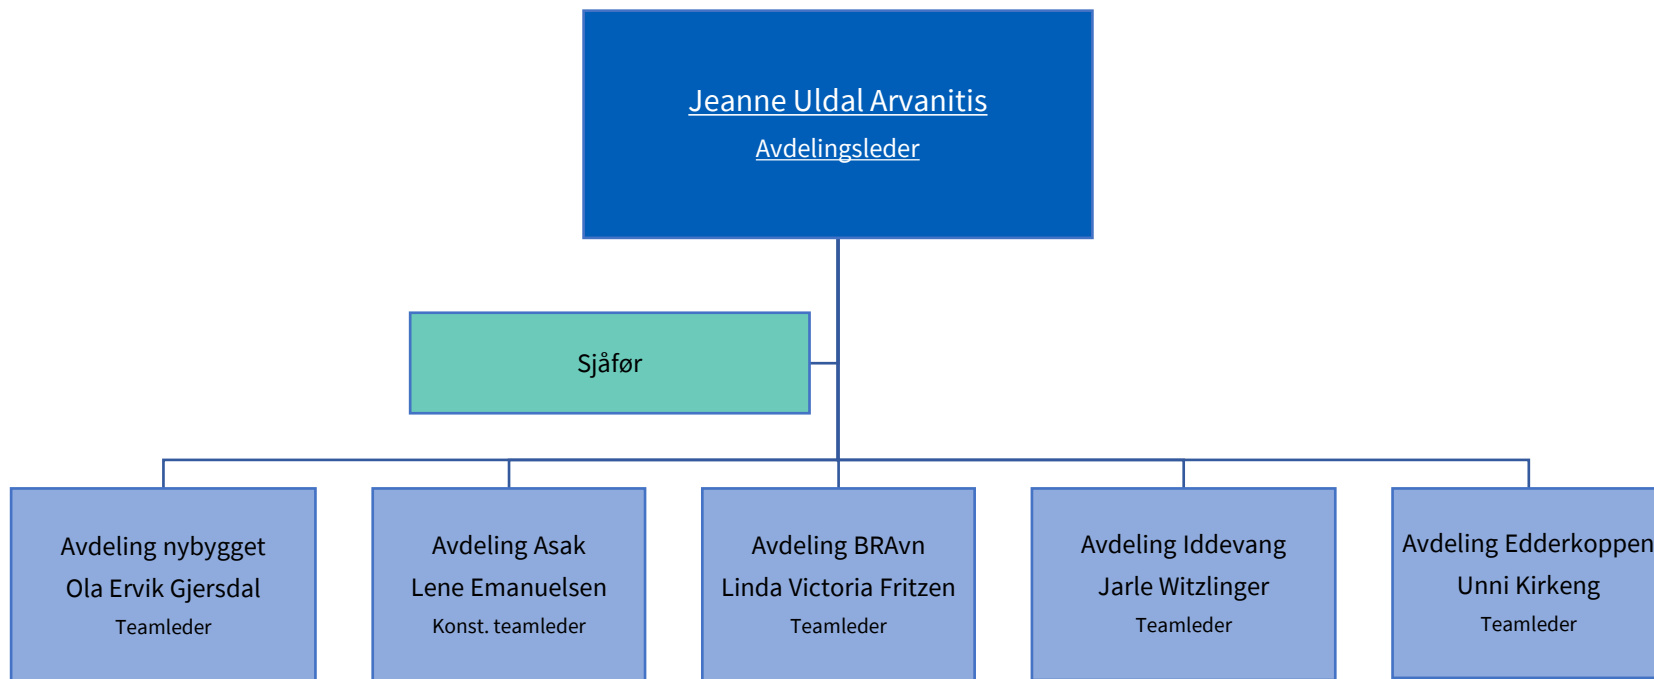 Jeanne Uldal Arvanitis
Avdelingsleder
Sjåfør
Avdeling nybygget
Ola Ervik Gjersdal
Teamleder
Avdeling Asak
Lene Emanuelsen
Konst. teamleder
Avdeling BRAvn
Linda Victoria Fritzen
Teamleder
Avdeling Iddevang
Jarle Witzlinger
Teamleder
Avdeling Edderkoppen
Unni Kirkeng
Teamleder